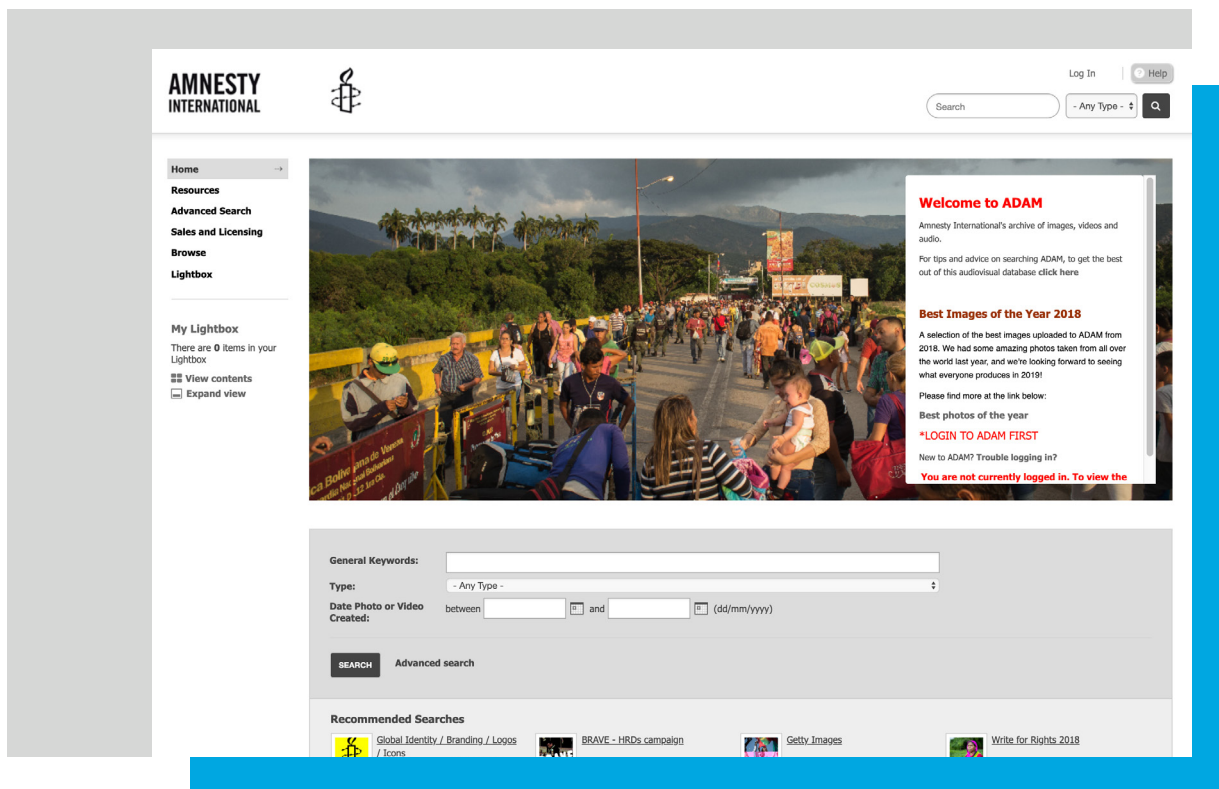 AMNESTY
INTERNATIONAL
Log In
? Help
Search
- Any Type -
Home →
Resources
Advanced Search
Sales and Licensing
Browse
Lightbox
My Lightbox
There are 0 items in your
Lightbox
View contents
Expand view
Welcome to ADAM
Amnesty International's archive of images, videos and
audio.
For tips and advice on searching ADAM, to get the best
out of this audiovisual database click here
Best Images of the Year 2018
A selection of the best images uploaded to ADAM from
2018. We had some amazing photos taken from all over
the world last year, and we're looking forward to seeing
what everyone produces in 2019!
Please find more at the link below:
Best photos of the year
*LOGIN TO ADAM FIRST
New to ADAM? Trouble logging in?
You are not currently logged in. To view the
General Keywords:
Type:
- Any Type -
Date Photo or Video
Created:
between
and
(dd/mm/yyyy)
SEARCH
Advanced search
Recommended Searches
Global Identity / Branding / Logos
/ Icons
BRAVE - HRDs campaign
Getty Images
Write for Rights 2018